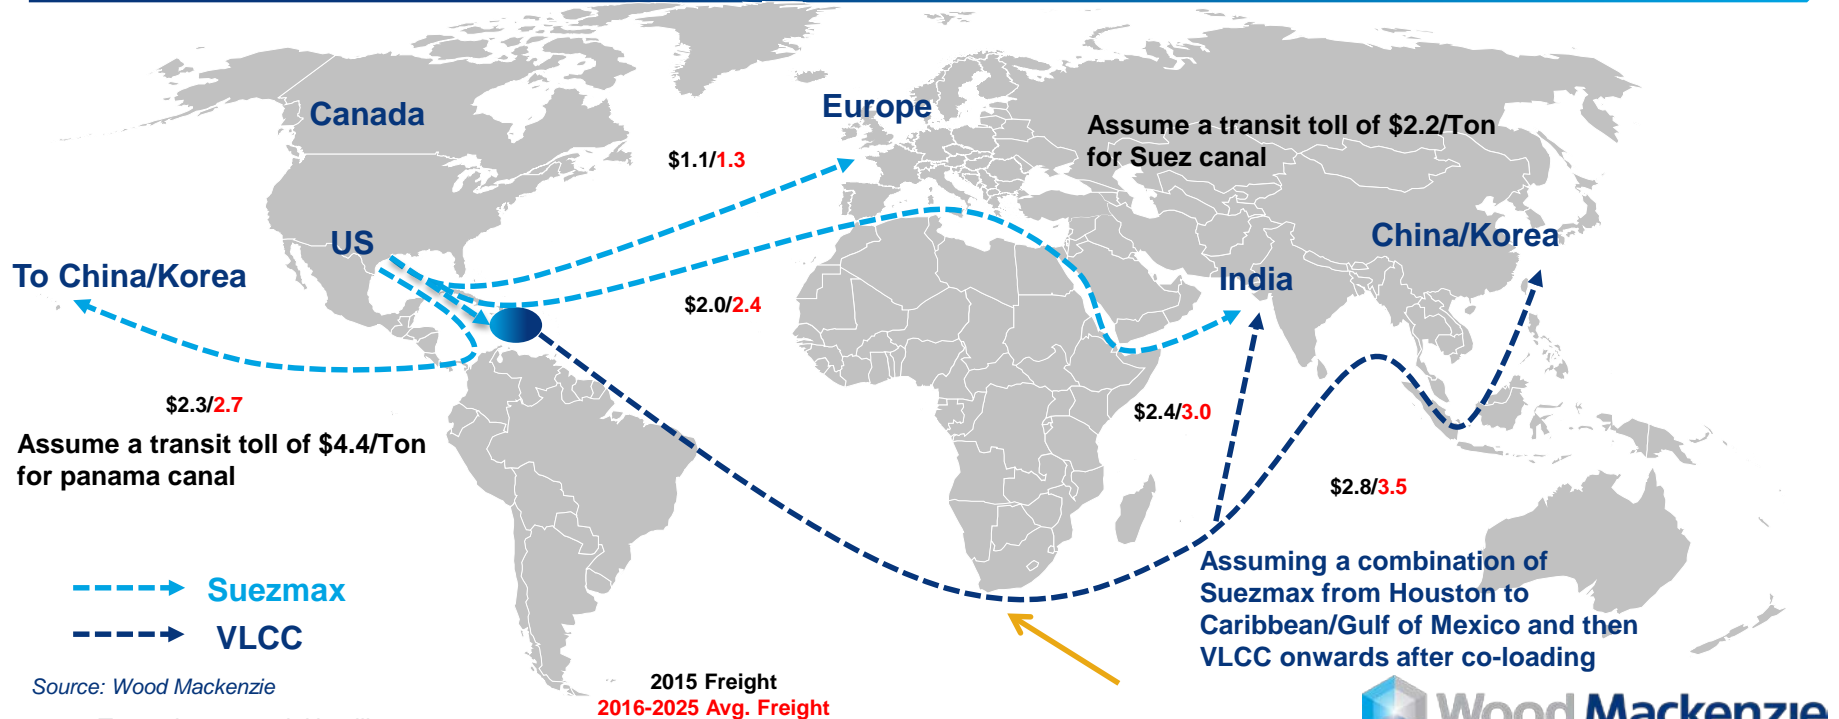 Canada
Europe
Assume a transit toll of $2.2/Ton
for Suez canal
$1.1/1.3
China/Korea
US
To China/Korea
India
$2.0/2.4
$2.3/2.7
$2.4/3.0
Assume a transit toll of $4.4/Ton
for panama canal
$2.8/3.5
Assuming a combination of
Suezmax from Houston to
Caribbean/Gulf of Mexico and then
VLCC onwards after co-loading
Suezmax
VLCC
Source: Wood Mackenzie
2015 Freight
2016-2025 Avg. Freight
Wood Mackenzie